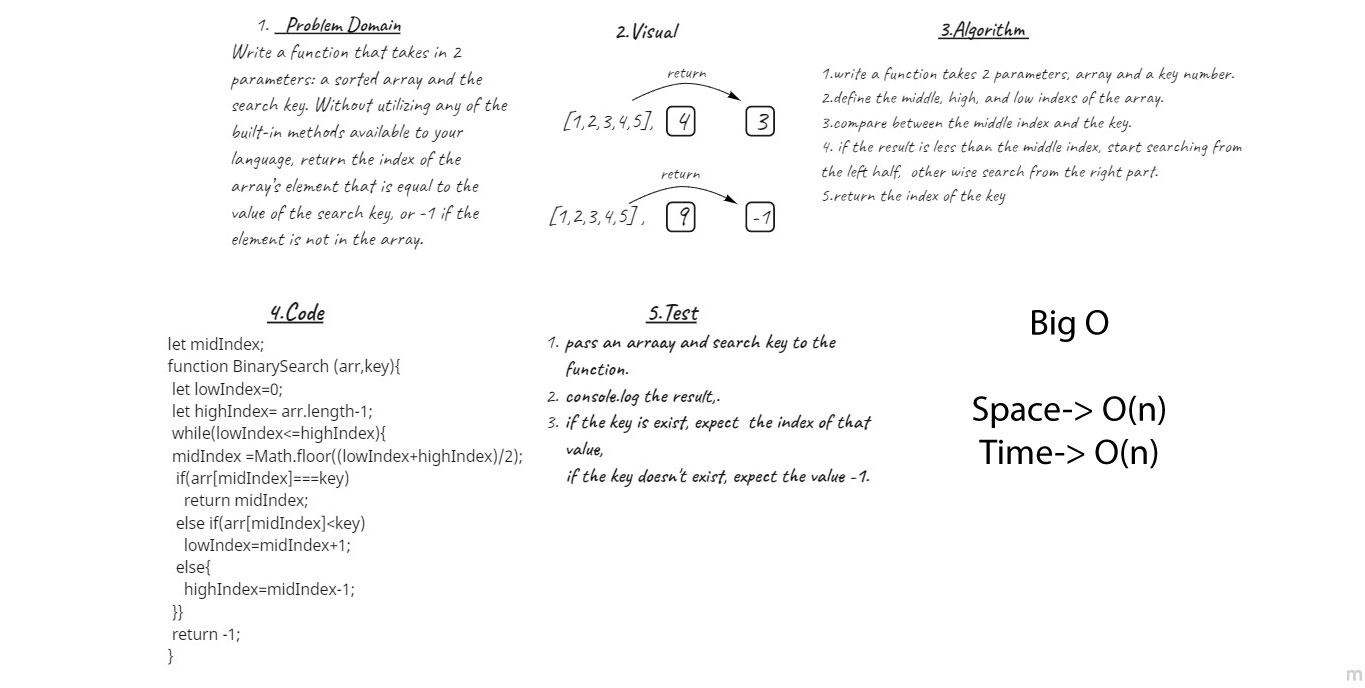 1. Problem Domain
Write a function that takes in 2
parameters: a sorted array and the
search key. Without utilizing any of the
built-in methods available to your
language, return the index of the
array's element that is equal to the
value of the search key, or -1 if the
element is not in the array.
2.Visual
return
[1,2,3,4,5], 4 3
return
[1,2,3,4,5] , 9 -1
3.Algorithm
1.write a function takes 2 parameters, array and a key number.
2.define the middle, high, and low indexs of the array.
3.compare between the middle index and the key.
4. if the result is less than the middle index, start searching from
the left half, other wise search from the right part.
5.return the index of the key
4.Code
let midIndex;
function BinarySearch (arr,key){
let lowIndex=0;
let highIndex= arr.length-1;
while(lowIndex<=highIndex){
midIndex =Math.floor((lowIndex+highIndex)/2);
if(arr[midIndex]===key)
return midIndex;
else if(arr[midIndex]<key)
lowIndex=midIndex+1;
else{
highIndex=midIndex-1;
}}
return -1;
}
5.Test
1. pass an arraay and search key to the
function.
2. console.log the result,.
3. if the key is exist, expect the index of that
value,
if the key doesn't exist, expect the value -1.
Big O
Space-> O(n)
Time-> O(n)
m